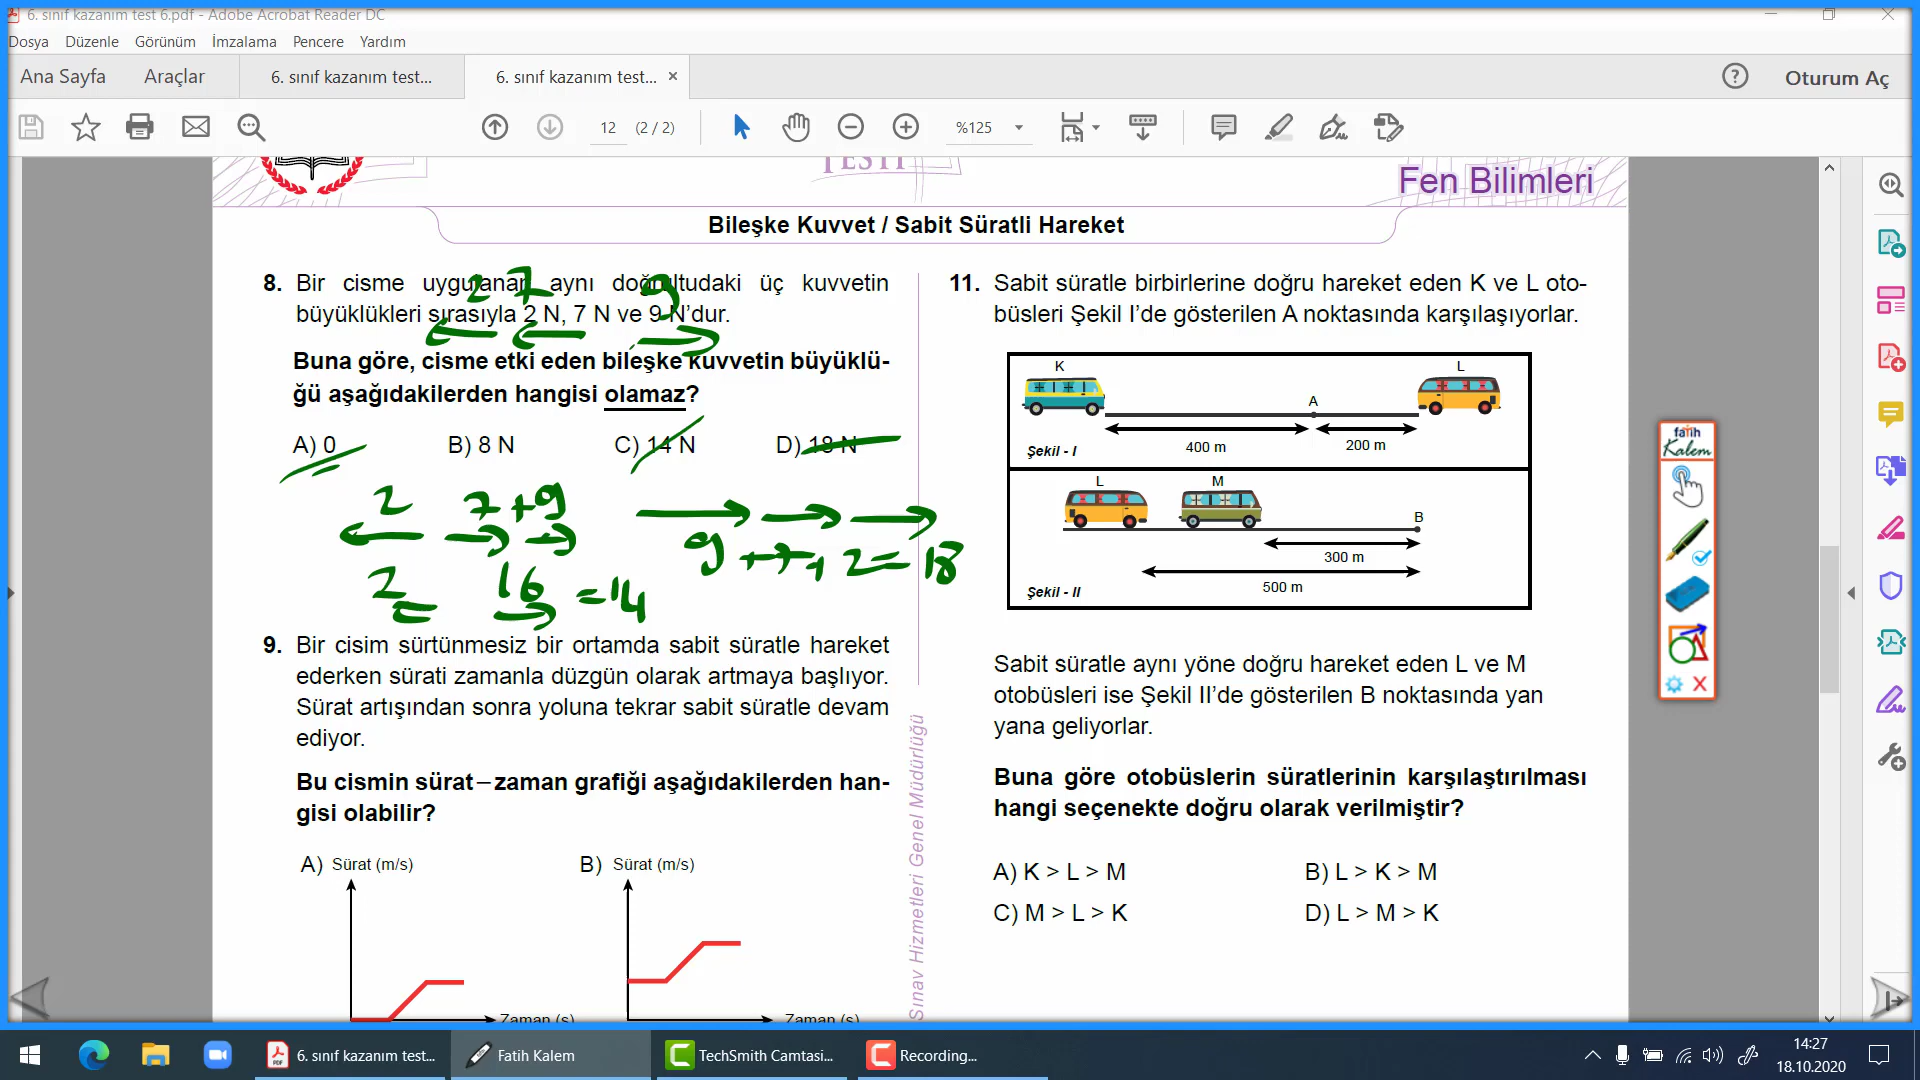 6. sınıf kazanım test 6.pdf - Adobe Acrobat Reader DC
Dosya Düzenle Görünüm İmzalama Pencere Yardım
Ana Sayfa Araçlar 6. sınıf kazanım test... 6. sınıf kazanım test... × Oturum Aç
12 (2 / 2) %125
TESTİ
Fen Bilimleri
Bileşke Kuvvet / Sabit Süratli Hareket
8. Bir cisme uygulanan aynı doğrultudaki üç kuvvetin
büyüklükleri sırasıyla 2 N, 7 N ve 9 N'dur.
2 7 9
Buna göre, cisme etki eden bileşke kuvvetin büyüklü-
ğü aşağıdakilerden hangisi olamaz?
A) 0 B) 8 N C) 14 N D) 18 N
2 7+9
9+7+2=18
2 16 =14
9. Bir cisim sürtünmesiz bir ortamda sabit süratle hareket
ederken sürati zamanla düzgün olarak artmaya başlıyor.
Sürat artışından sonra yoluna tekrar sabit süratle devam
ediyor.
Bu cismin sürat–zaman grafiği aşağıdakilerden han-
gisi olabilir?
A) Sürat (m/s) B) Sürat (m/s)
Zaman (s) Zaman (s)
Sınav Hizmetleri Genel Müdürlüğü
11. Sabit süratle birbirlerine doğru hareket eden K ve L oto-
büsleri Şekil I'de gösterilen A noktasında karşılaşıyorlar.
K L
A
400 m 200 m
Şekil - I
L M
B
300 m
500 m
Şekil - II
Sabit süratle aynı yöne doğru hareket eden L ve M
otobüsleri ise Şekil II'de gösterilen B noktasında yan
yana geliyorlar.
Buna göre otobüslerin süratlerinin karşılaştırılması
hangi seçenekte doğru olarak verilmiştir?
A) K > L > M B) L > K > M
C) M > L > K D) L > M > K
fatih
Kalem
6. sınıf kazanım test... Fatih Kalem TechSmith Camtasi... Recording...
14:27
18.10.2020